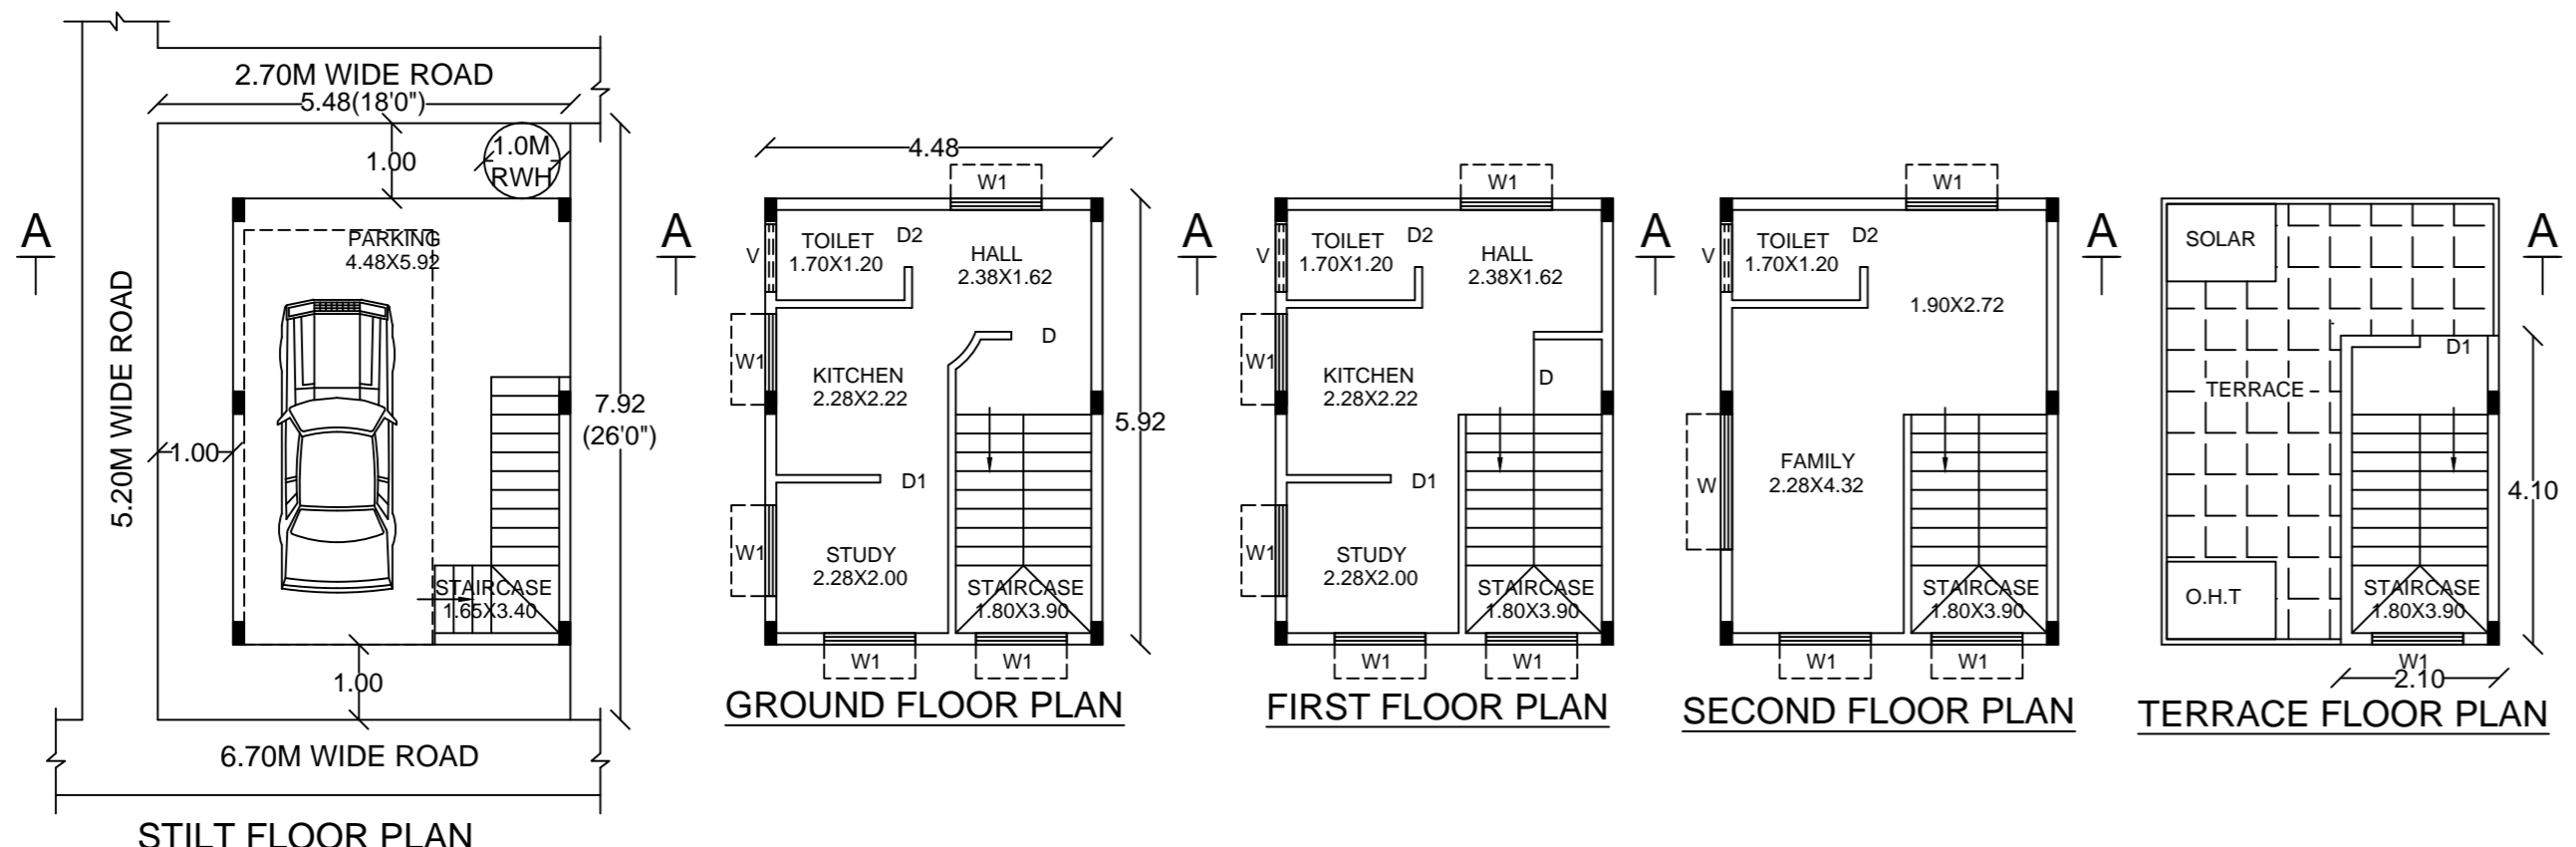 2.70M WIDE ROAD
5.48(18'0")
1.00
1.0M
RWH
A
A
PARKING
4.48X5.92
5.20M WIDE ROAD
1.00
7.92
(26'0")
STAIRCASE
1.65X3.40
1.00
6.70M WIDE ROAD
STILT FLOOR PLAN
4.48
W1
TOILET
1.70X1.20
D2
V
HALL
2.38X1.62
W1
D
KITCHEN
2.28X2.22
5.92
D1
W1
STUDY
2.28X2.00
STAIRCASE
1.80X3.90
W1
W1
GROUND FLOOR PLAN
A
W1
TOILET
1.70X1.20
D2
V
HALL
2.38X1.62
W1
KITCHEN
2.28X2.22
D
D1
W1
STUDY
2.28X2.00
STAIRCASE
1.80X3.90
W1
W1
FIRST FLOOR PLAN
A
W1
TOILET
1.70X1.20
D2
V
1.90X2.72
FAMILY
2.28X4.32
W
STAIRCASE
1.80X3.90
W1
W1
SECOND FLOOR PLAN
A
A
SOLAR
D1
TERRACE
4.10
O.H.T
STAIRCASE
1.80X3.90
W1
2.10
TERRACE FLOOR PLAN